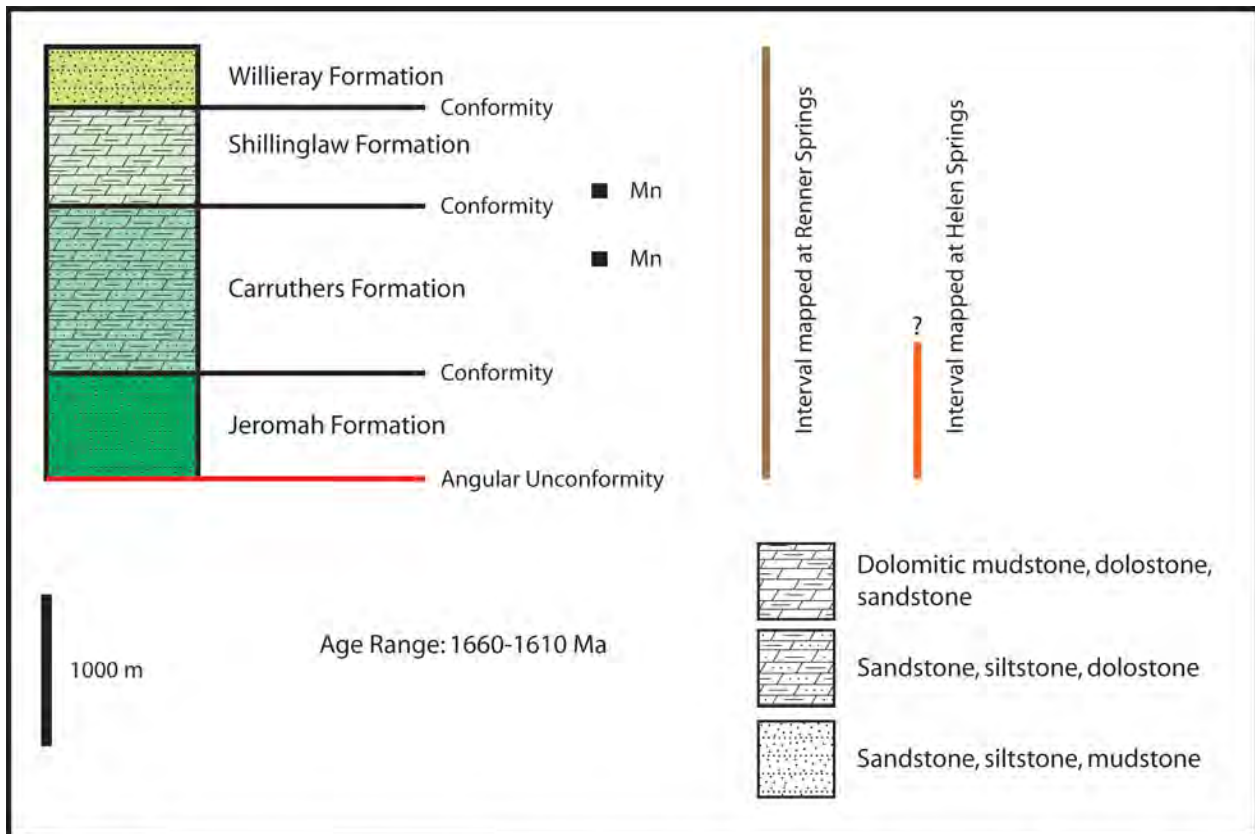 Willieray Formation
Conformity
Shillinglaw Formation
Mn
Conformity
Mn
Carruthers Formation
Conformity
Jeromah Formation
Angular Unconformity
Interval mapped at Renner Springs
?
Interval mapped at Helen Springs
1000 m
Age Range: 1660-1610 Ma
Dolomitic mudstone, dolostone,
sandstone
Sandstone, siltstone, dolostone
Sandstone, siltstone, mudstone